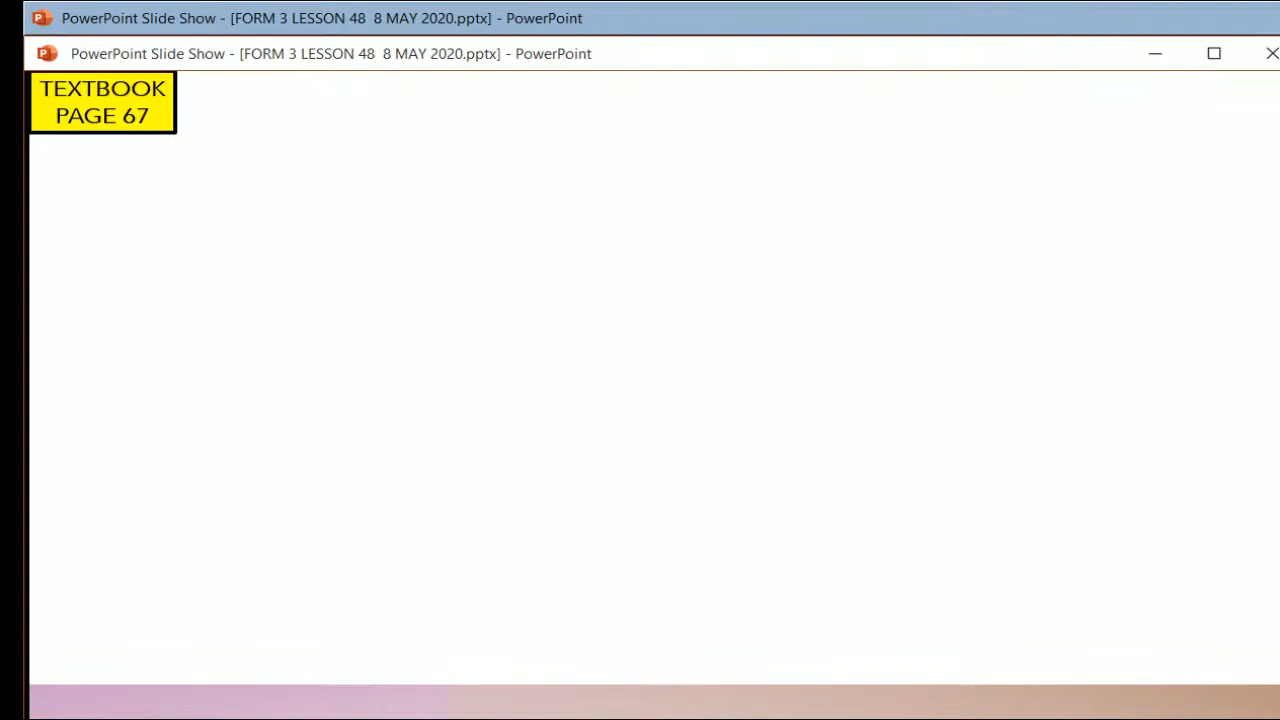 PowerPoint Slide Show - [FORM 3 LESSON 48  8 MAY 2020.pptx] - PowerPoint
PowerPoint Slide Show - [FORM 3 LESSON 48  8 MAY 2020.pptx] - PowerPoint
TEXTBOOK
PAGE 67